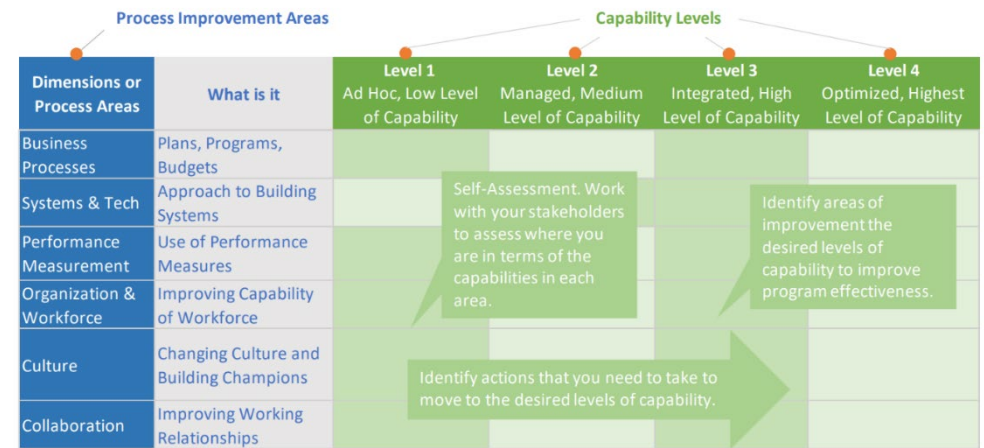 Process Improvement Areas
Capability Levels
Dimensions or
Process Areas
What is it
Level 1
Ad Hoc, Low Level
of Capability
Level 2
Managed, Medium
Level of Capability
Level 3
Integrated, High
Level of Capability
Level 4
Optimized, Highest
Level of Capability
Business
Processes
Plans, Programs,
Budgets
Systems & Tech
Approach to Building
Systems
Performance
Measurement
Use of Performance
Measures
Organization &
Workforce
Improving Capability
of Workforce
Culture
Changing Culture and
Building Champions
Collaboration
Improving Working
Relationships
Self-Assessment. Work
with your stakeholders
to assess where you
are in terms of the
capabilities in each
area.
Identify areas of
improvement the
desired levels of
capability to improve
program effectiveness.
Identify actions that you need to take to
move to the desired levels of capability.